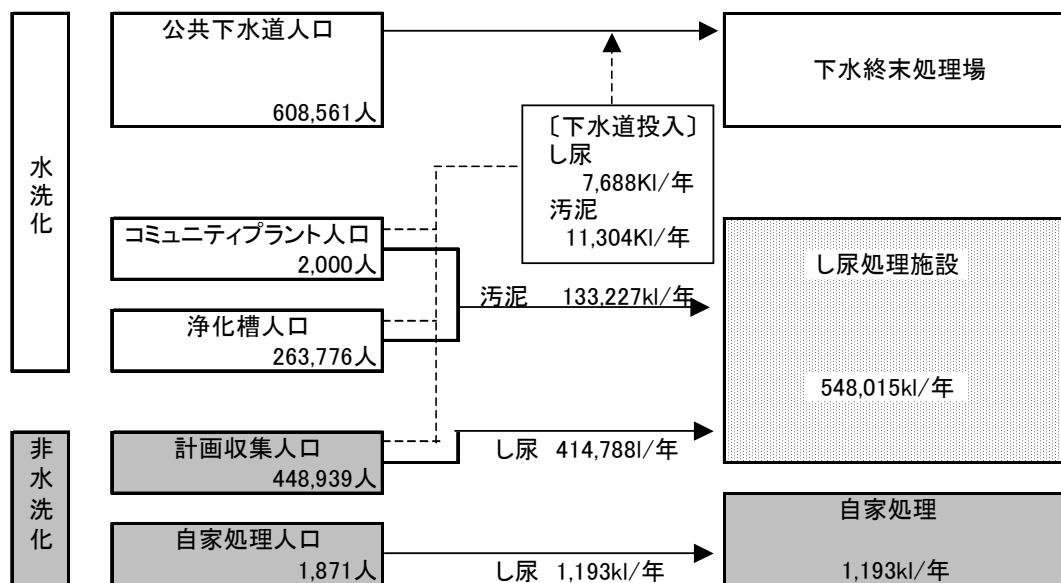 水洗化
公共下水道人口
608,561人
下水終末処理場
〔下水道投入〕
し尿
7,688Kl/年
汚泥
11,304Kl/年
コミュニティプラント人口
2,000人
浄化槽人口
263,776人
汚泥 133,227kl/年
し尿処理施設
548,015kl/年
非水洗化
計画収集人口
448,939人
し尿 414,788l/年
自家処理人口
1,871人
し尿 1,193kl/年
自家処理
1,193kl/年